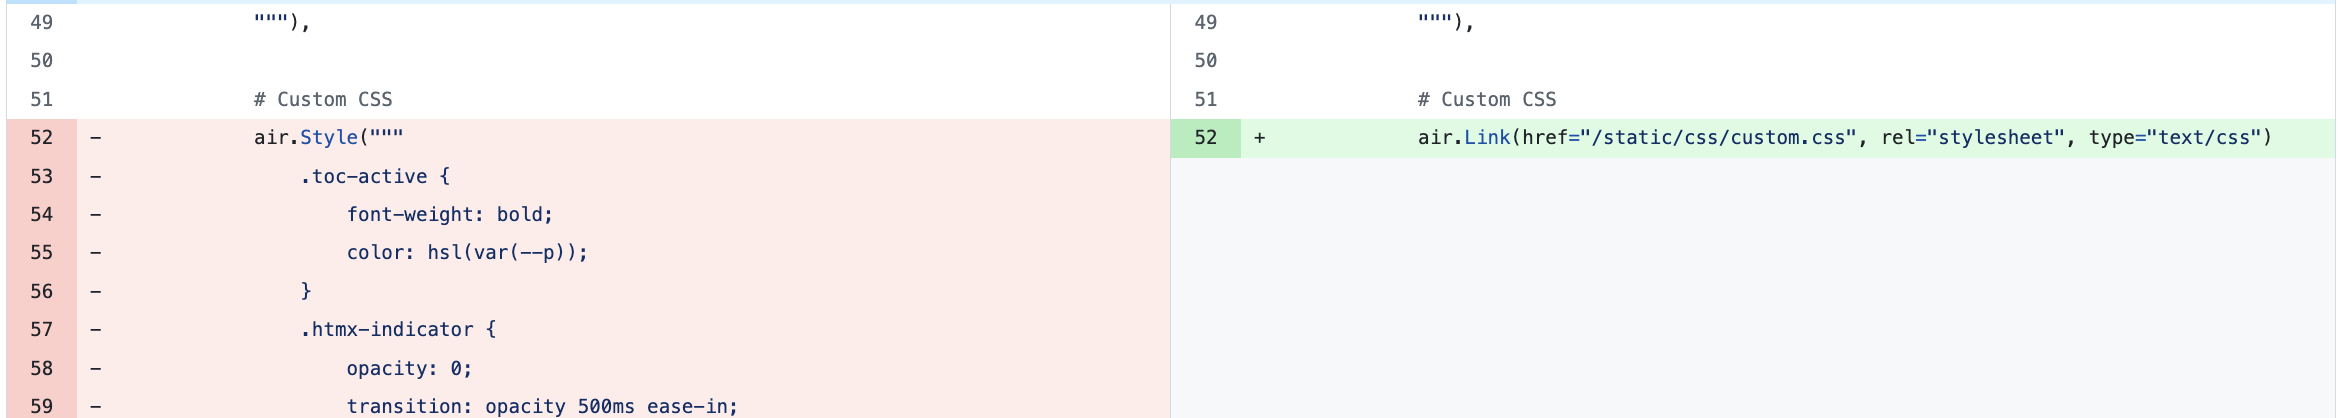 49 """),
50
51 # Custom CSS
52 - air.Style("""
53 - .toc-active {
54 - font-weight: bold;
55 - color: hsl(var(--p));
56 - }
57 - .htmx-indicator {
58 - opacity: 0;
59 - transition: opacity 500ms ease-in;
49 """),
50
51 # Custom CSS
52 + air.Link(href="/static/css/custom.css", rel="stylesheet", type="text/css")